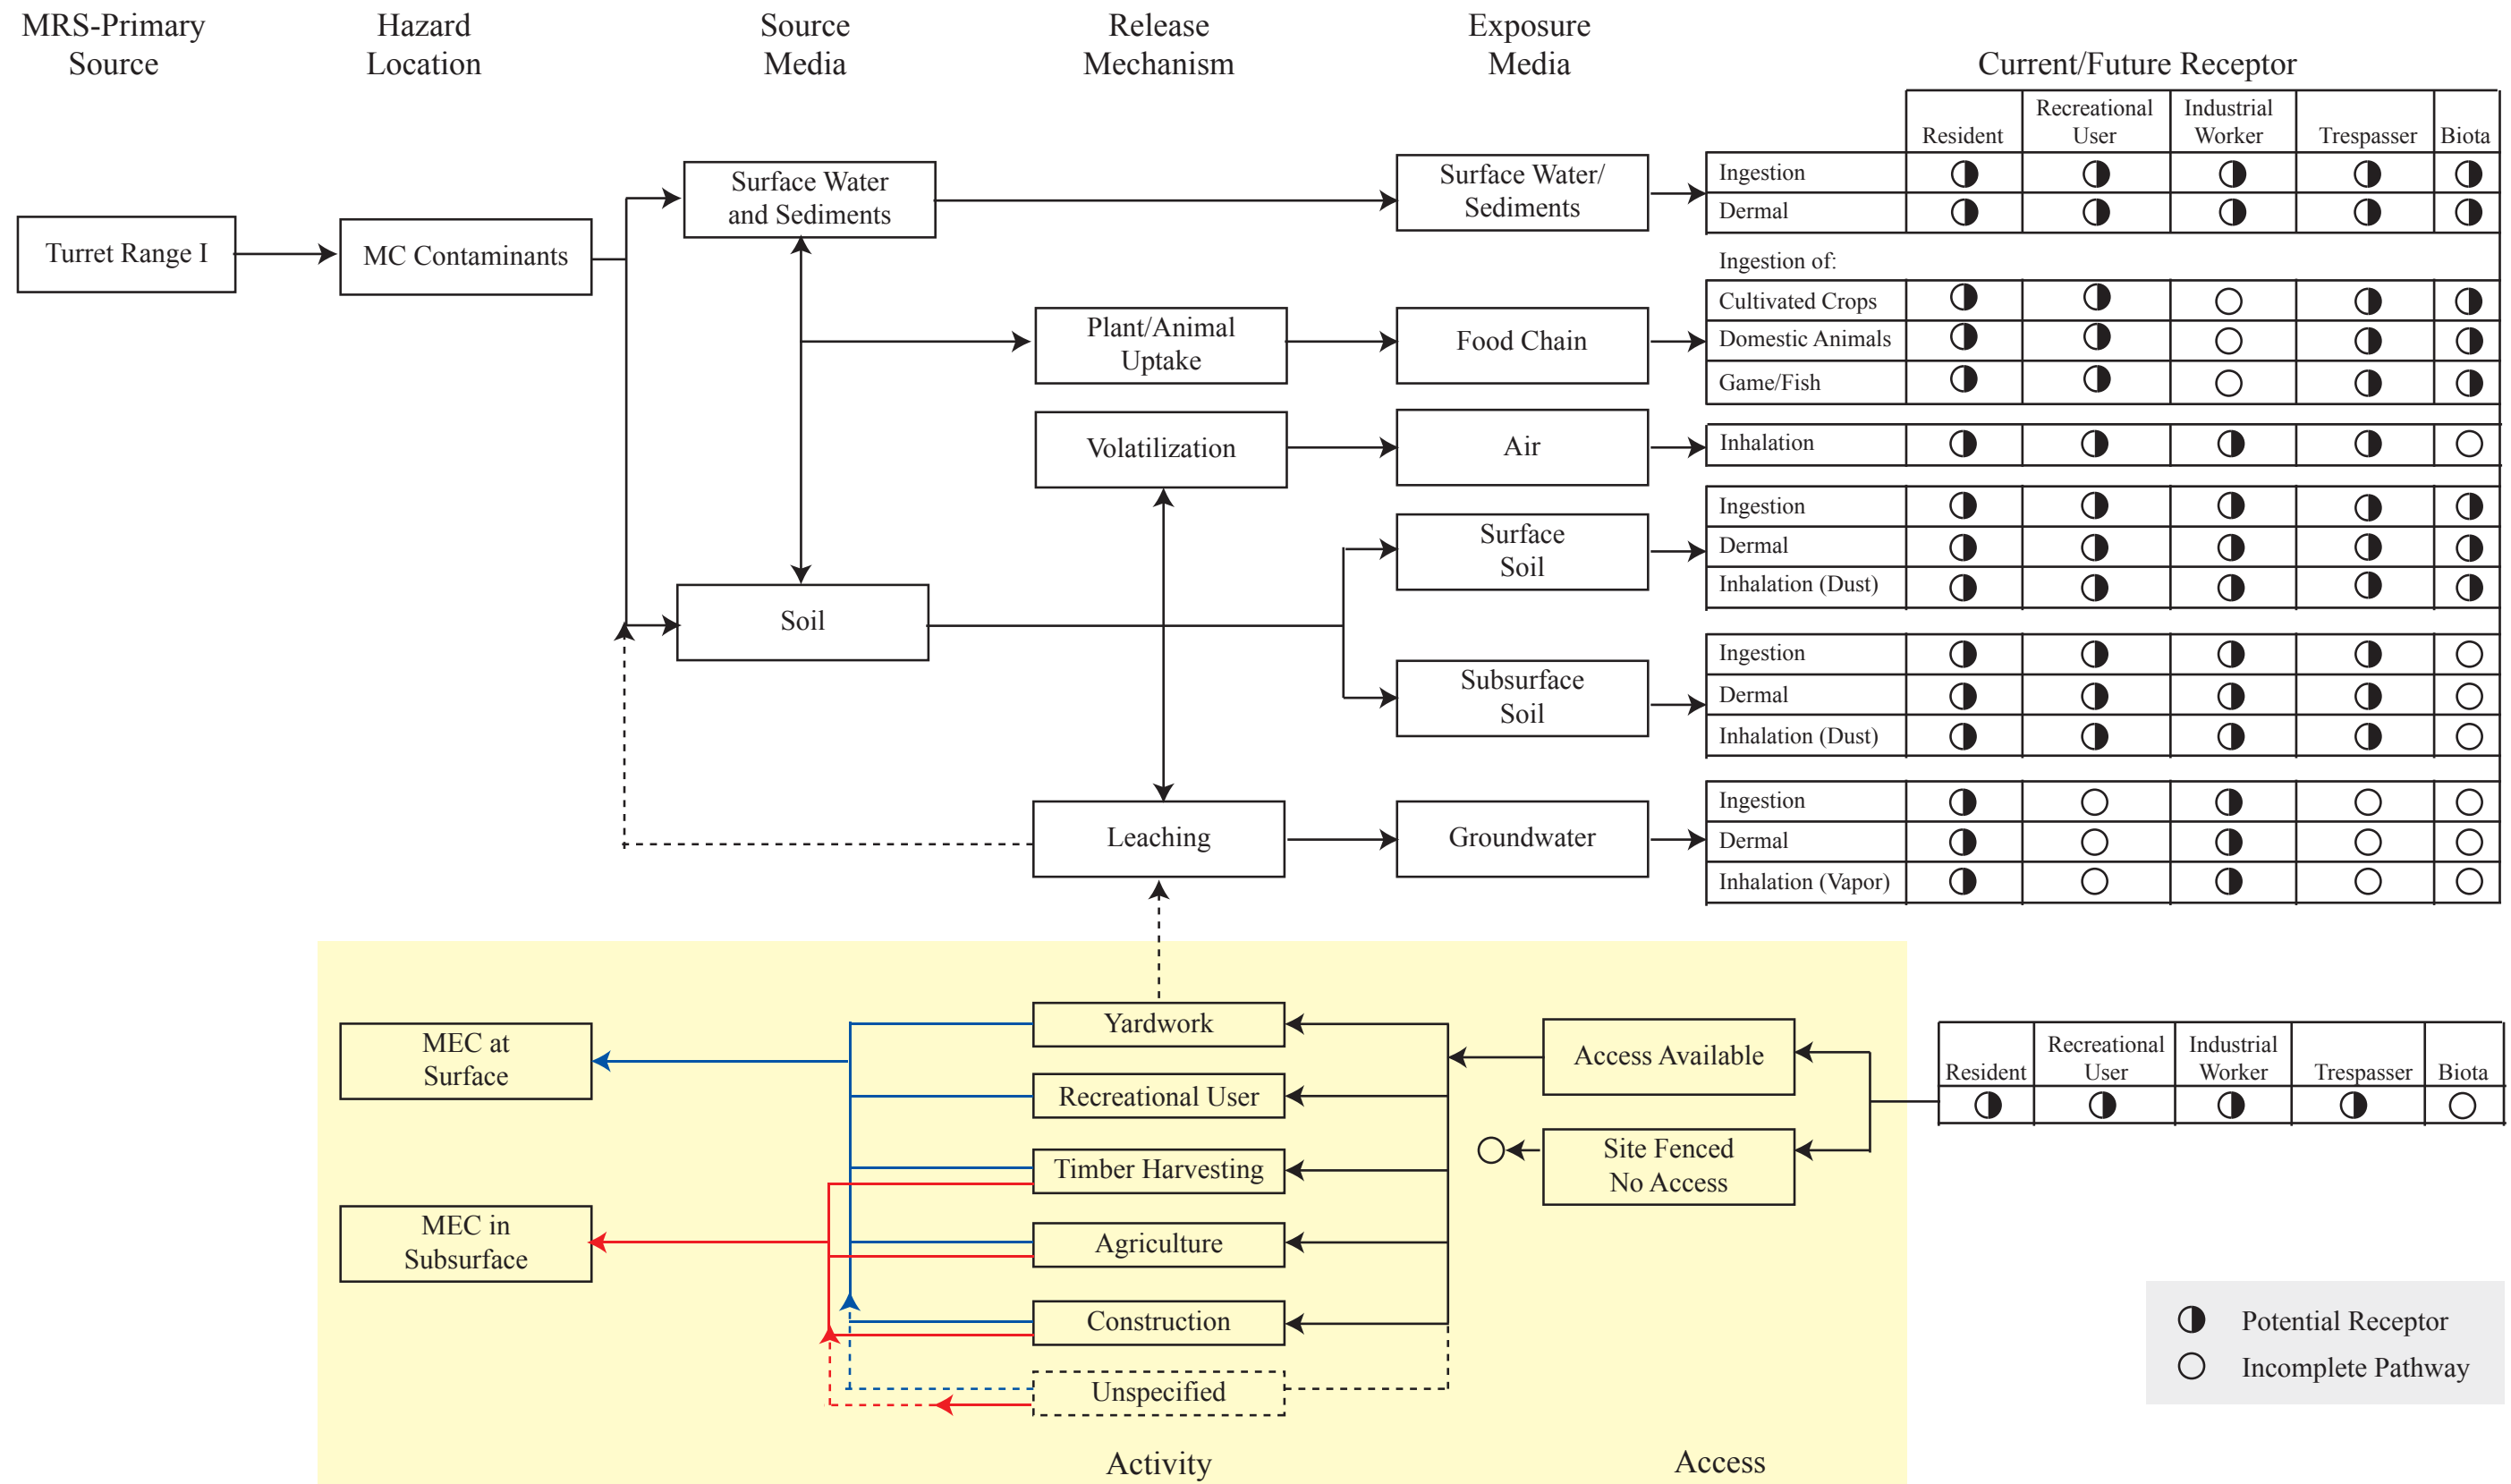 MRS-Primary
Source
Hazard
Location
Source
Media
Release
Mechanism
Exposure
Media
Current/Future Receptor
Resident
Recreational
User
Industrial
Worker
Trespasser
Biota
Turret Range I
MC Contaminants
Surface Water
and Sediments
Surface Water/
Sediments
Ingestion
Dermal
Ingestion of:
Plant/Animal
Uptake
Food Chain
Cultivated Crops
Domestic Animals
Game/Fish
Volatilization
Air
Inhalation
Soil
Surface
Soil
Ingestion
Dermal
Inhalation (Dust)
Subsurface
Soil
Ingestion
Dermal
Inhalation (Dust)
Leaching
Groundwater
Ingestion
Dermal
Inhalation (Vapor)
MEC at
Surface
MEC in
Subsurface
Yardwork
Recreational User
Timber Harvesting
Agriculture
Construction
Unspecified
Activity
Access Available
Site Fenced
No Access
Access
Resident
Recreational
User
Industrial
Worker
Trespasser
Biota
Potential Receptor
Incomplete Pathway